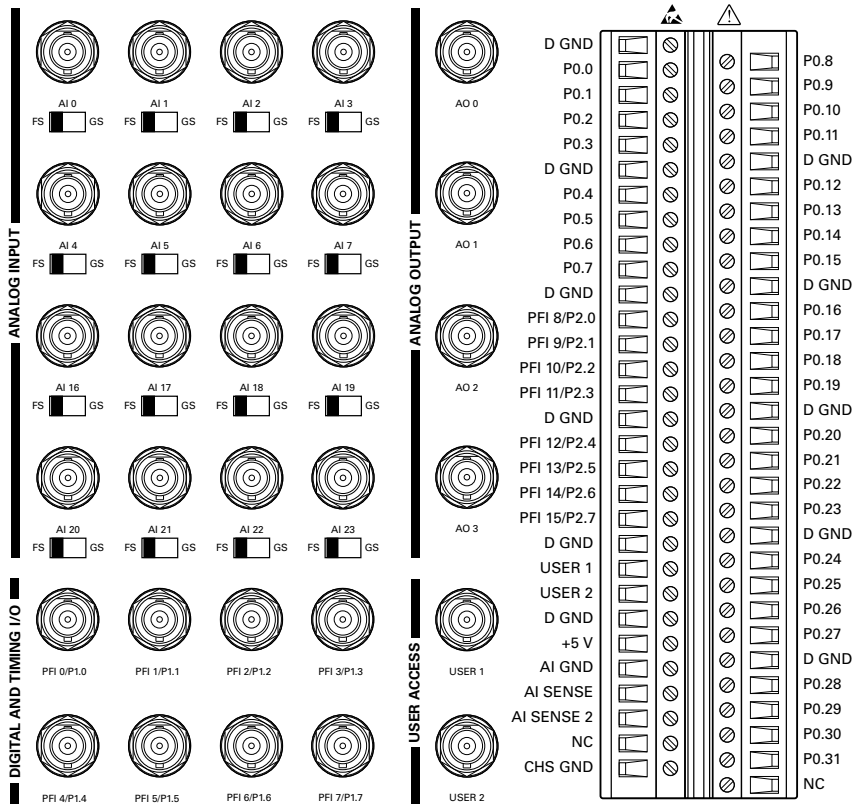 AI 0 AI 1 AI 2 AI 3
FS GS FS GS FS GS FS GS
AI 4 AI 5 AI 6 AI 7
FS GS FS GS FS GS FS GS
AI 16 AI 17 AI 18 AI 19
FS GS FS GS FS GS FS GS
AI 20 AI 21 AI 22 AI 23
FS GS FS GS FS GS FS GS
ANALOG INPUT
PFI 0/P1.0 PFI 1/P1.1 PFI 2/P1.2 PFI 3/P1.3
PFI 4/P1.4 PFI 5/P1.5 PFI 6/P1.6 PFI 7/P1.7
DIGITAL AND TIMING I/O
ANALOG OUTPUT
AO 0
AO 1
AO 2
AO 3
USER ACCESS
USER 1
USER 2
D GND
P0.0
P0.1
P0.2
P0.3
D GND
P0.4
P0.5
P0.6
P0.7
D GND
PFI 8/P2.0
PFI 9/P2.1
PFI 10/P2.2
PFI 11/P2.3
D GND
PFI 12/P2.4
PFI 13/P2.5
PFI 14/P2.6
PFI 15/P2.7
D GND
USER 1
USER 2
D GND
+5 V
AI GND
AI SENSE
AI SENSE 2
NC
CHS GND
P0.8
P0.9
P0.10
P0.11
D GND
P0.12
P0.13
P0.14
P0.15
D GND
P0.16
P0.17
P0.18
P0.19
D GND
P0.20
P0.21
P0.22
P0.23
D GND
P0.24
P0.25
P0.26
P0.27
D GND
P0.28
P0.29
P0.30
P0.31
NC